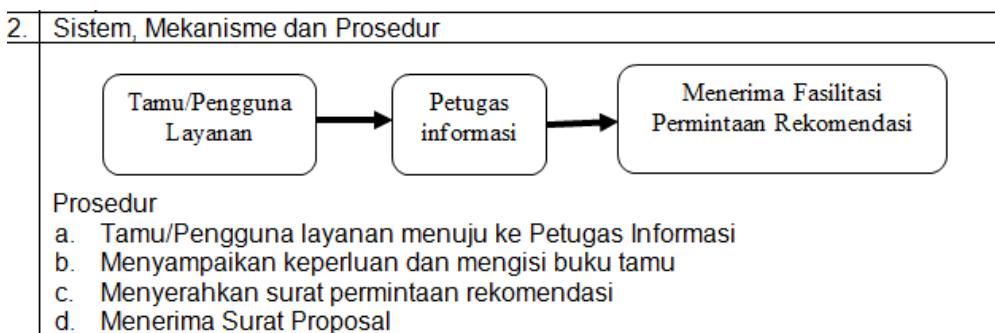 2. Sistem, Mekanisme dan Prosedur
Tamu/Pengguna
Layanan
Petugas
informasi
Menerima Fasilitasi
Permintaan Rekomendasi
Prosedur
a. Tamu/Pengguna layanan menuju ke Petugas Informasi
b. Menyampaikan keperluan dan mengisi buku tamu
c. Menyerahkan surat permintaan rekomendasi
d. Menerima Surat Proposal